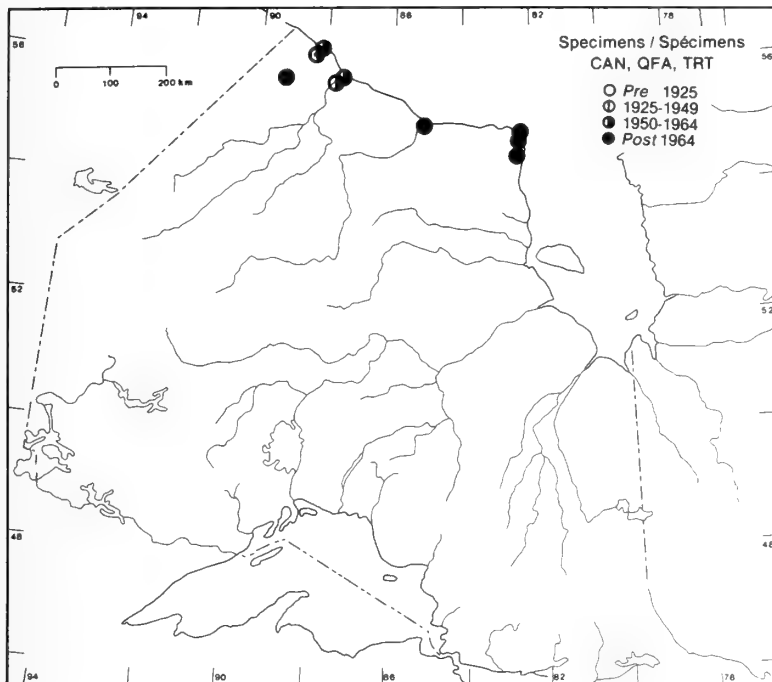 94 90 86 82 78
56 56
Specimens / Spécimens
CAN, QFA, TRT
0 100 200 km
Pre 1925
1925-1949
1950-1964
Post 1964
52 52
48 48
94 90 86 82 76